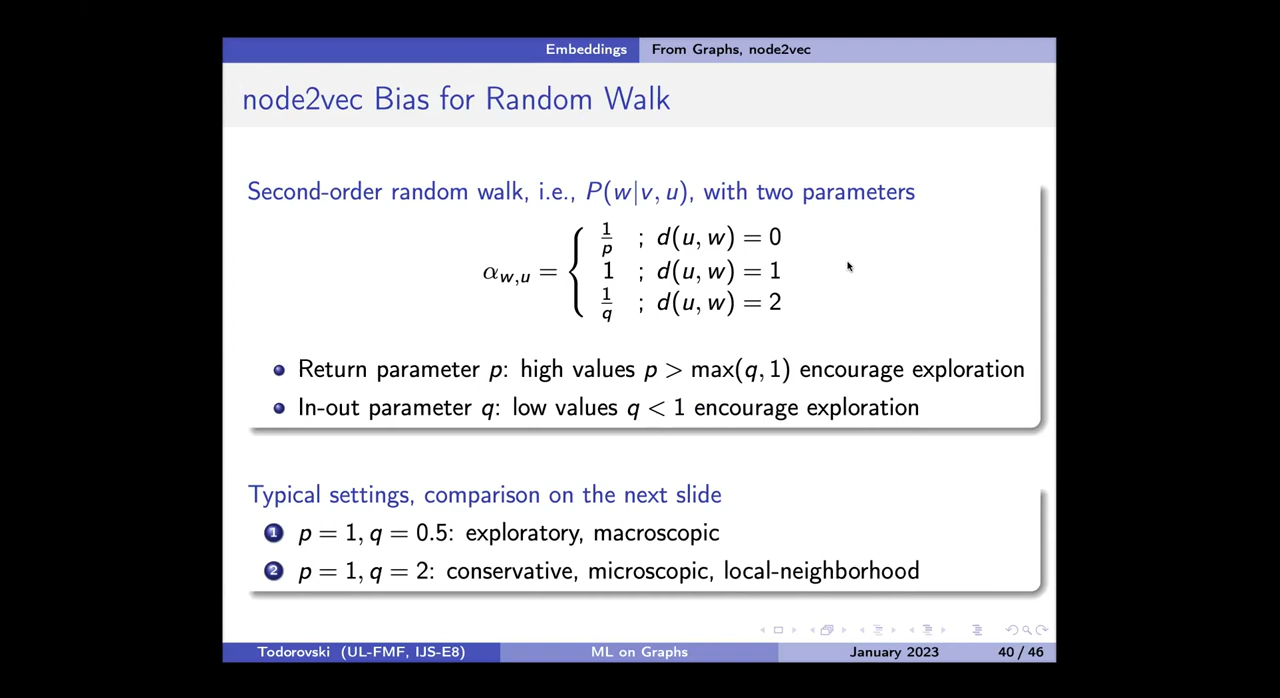 Embeddings From Graphs, node2vec
node2vec Bias for Random Walk
Second-order random walk, i.e., P(w|v, u), with two parameters
α_{w,u} = { 1/p ; d(u, w) = 0
1 ; d(u, w) = 1
1/q ; d(u, w) = 2
Return parameter p: high values p > max(q, 1) encourage exploration
In-out parameter q: low values q < 1 encourage exploration
Typical settings, comparison on the next slide
1 p = 1, q = 0.5: exploratory, macroscopic
2 p = 1, q = 2: conservative, microscopic, local-neighborhood
Todorovski (UL-FMF, IJS-E8) ML on Graphs January 2023 40 / 46